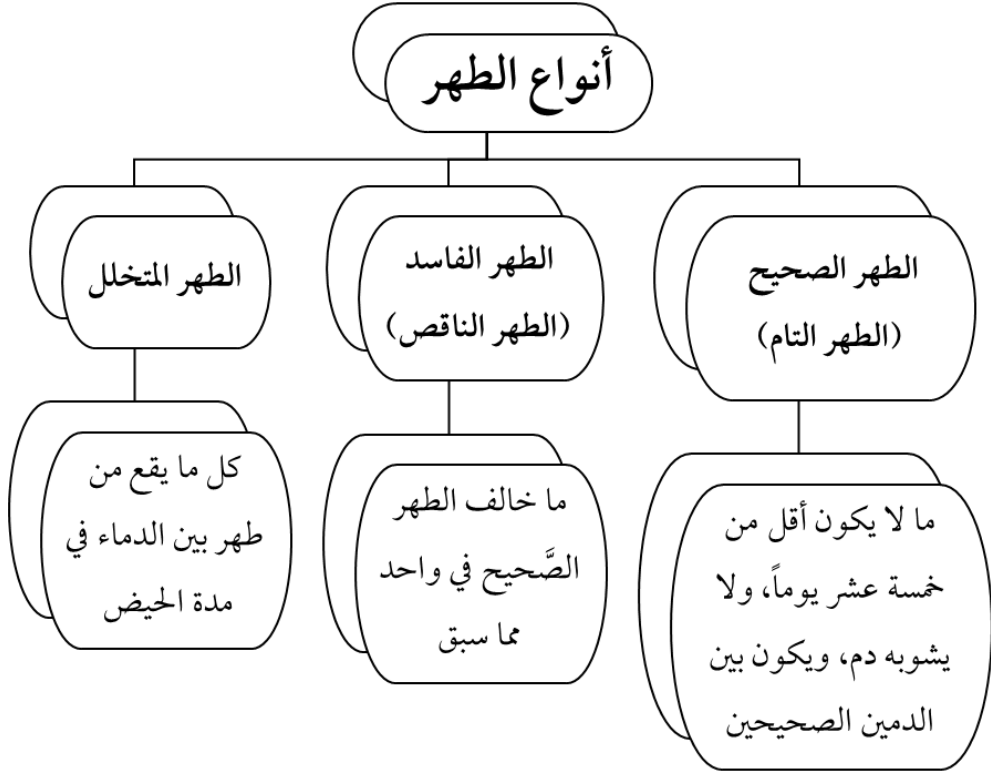 أنواع الطهر
الطهر الصحيح
(الطهر التام)
ما لا يكون أقل من
خمسة عشر يوماً، ولا
يشوبه دم، ويكون بين
الدمين الصحيحين
الطهر الفاسد
(الطهر الناقص)
ما خالف الطهر
الصَّحيح في واحد
مما سبق
الطهر المتخلل
كل ما يقع من
طهر بين الدماء في
مدة الحيض